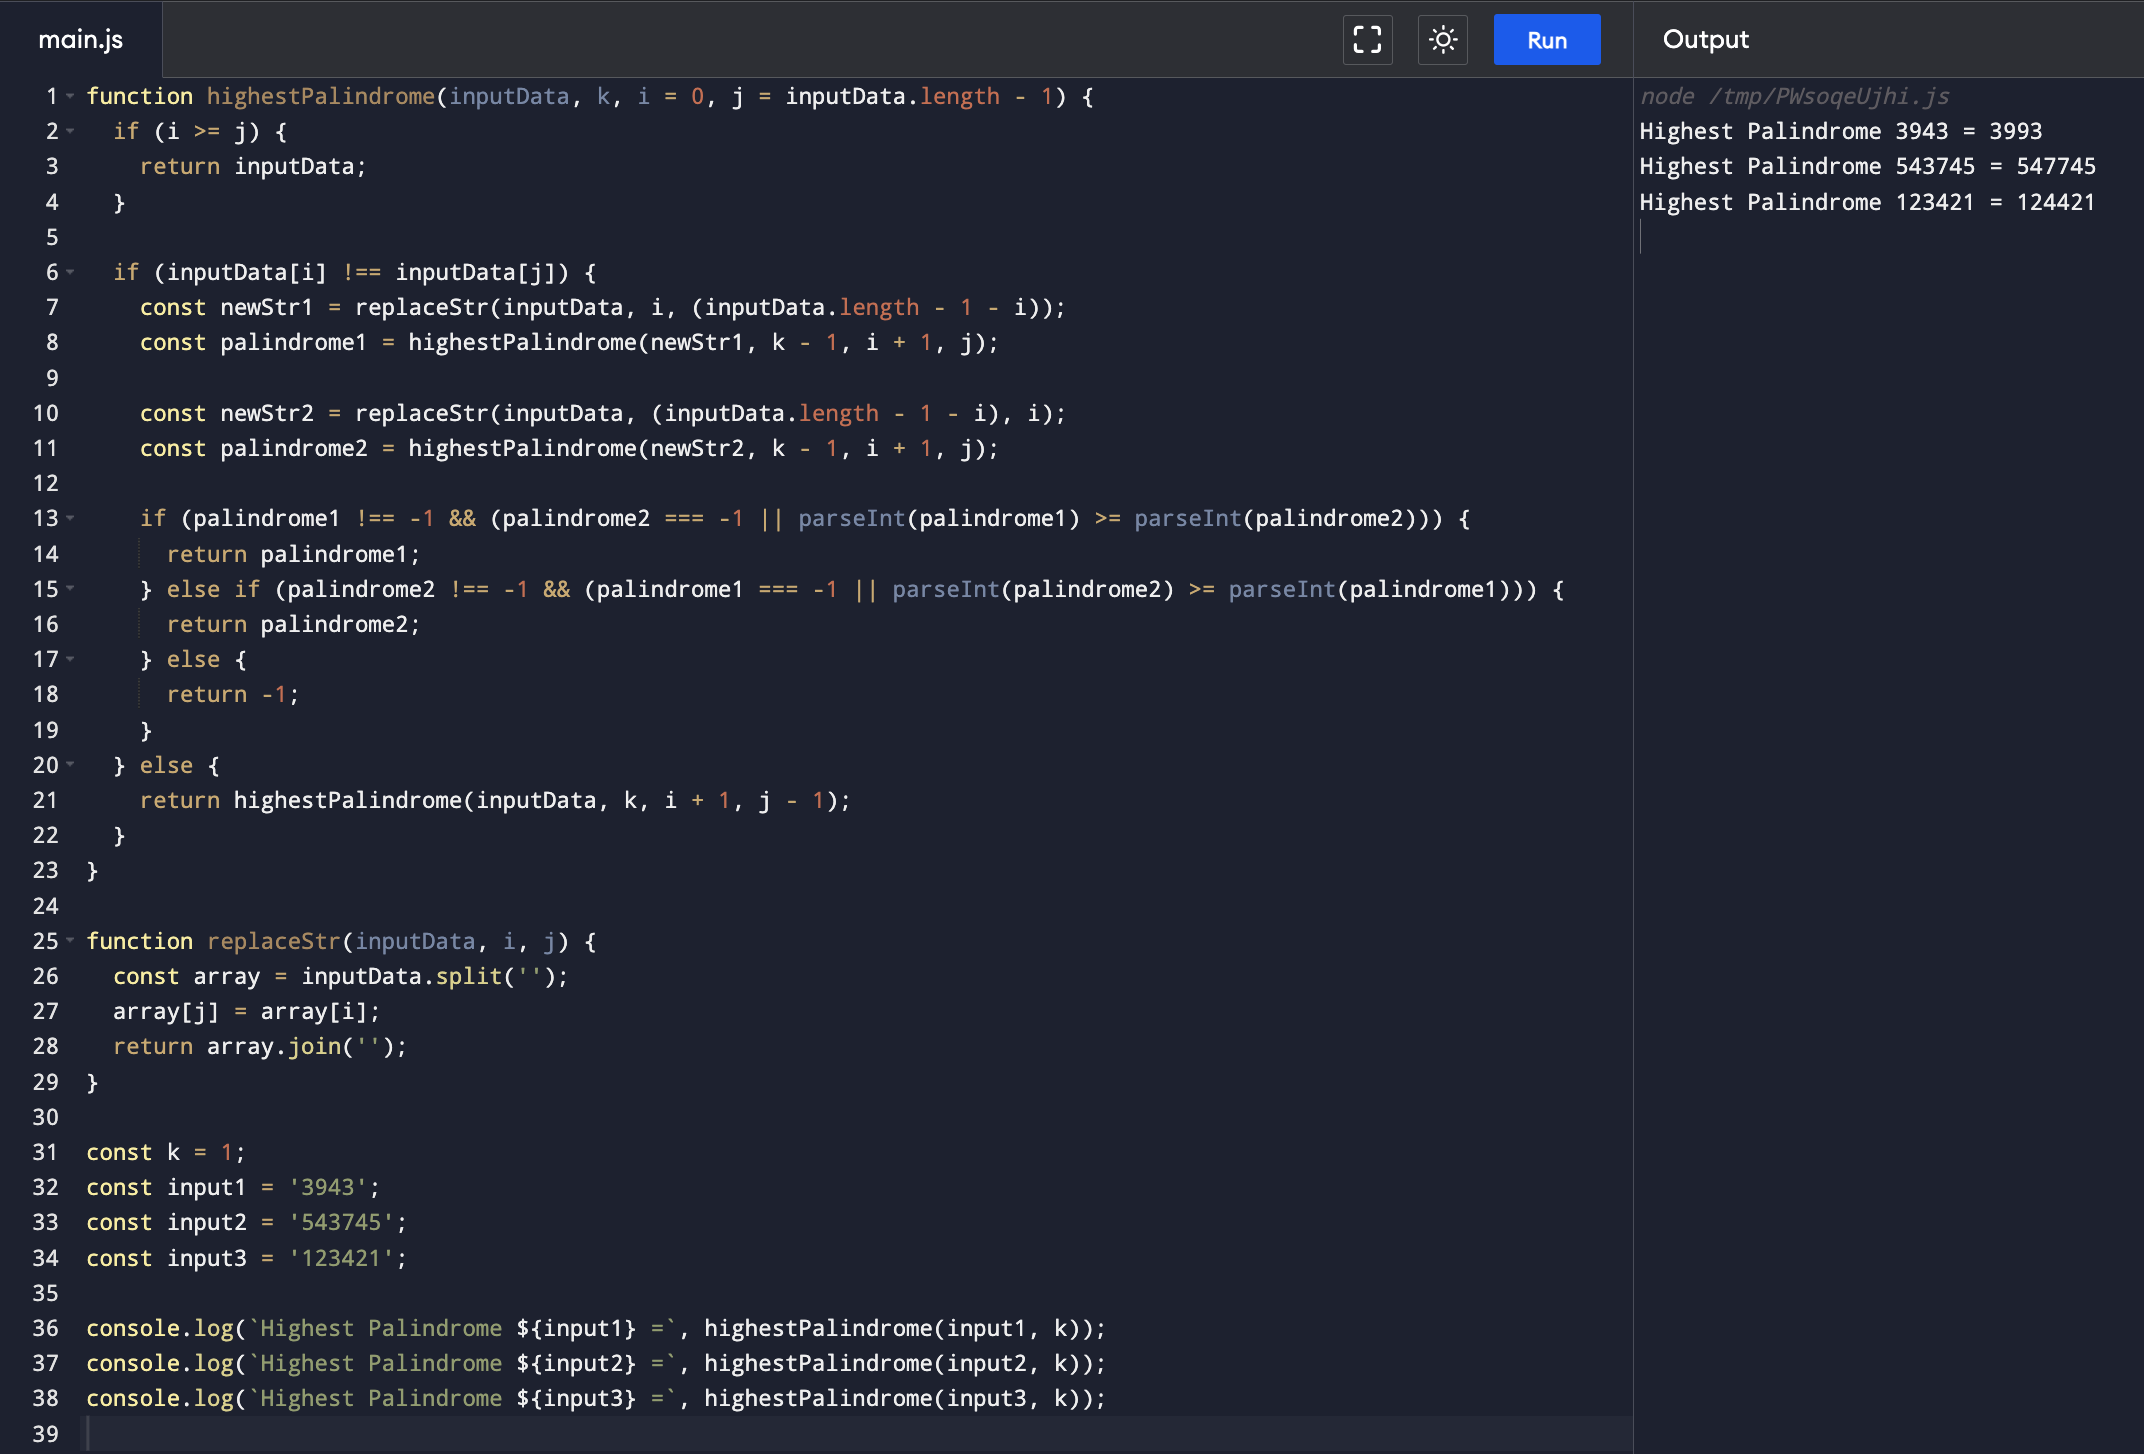 main.js
Run
Output
1 function highestPalindrome(inputData, k, i = 0, j = inputData.length - 1) {
2   if (i >= j) {
3     return inputData;
4   }
5
6   if (inputData[i] !== inputData[j]) {
7     const newStr1 = replaceStr(inputData, i, (inputData.length - 1 - i));
8     const palindrome1 = highestPalindrome(newStr1, k - 1, i + 1, j);
9
10     const newStr2 = replaceStr(inputData, (inputData.length - 1 - i), i);
11     const palindrome2 = highestPalindrome(newStr2, k - 1, i + 1, j);
12
13     if (palindrome1 !== -1 && (palindrome2 === -1 || parseInt(palindrome1) >= parseInt(palindrome2))) {
14       return palindrome1;
15     } else if (palindrome2 !== -1 && (palindrome1 === -1 || parseInt(palindrome2) >= parseInt(palindrome1))) {
16       return palindrome2;
17     } else {
18       return -1;
19     }
20   } else {
21     return highestPalindrome(inputData, k, i + 1, j - 1);
22   }
23 }
24
25 function replaceStr(inputData, i, j) {
26   const array = inputData.split('');
27   array[j] = array[i];
28   return array.join('');
29 }
30
31 const k = 1;
32 const input1 = '3943';
33 const input2 = '543745';
34 const input3 = '123421';
35
36 console.log(`Highest Palindrome ${input1} =`, highestPalindrome(input1, k));
37 console.log(`Highest Palindrome ${input2} =`, highestPalindrome(input2, k));
38 console.log(`Highest Palindrome ${input3} =`, highestPalindrome(input3, k));
39
node /tmp/PWsoqeUjhi.js
Highest Palindrome 3943 = 3993
Highest Palindrome 543745 = 547745
Highest Palindrome 123421 = 124421